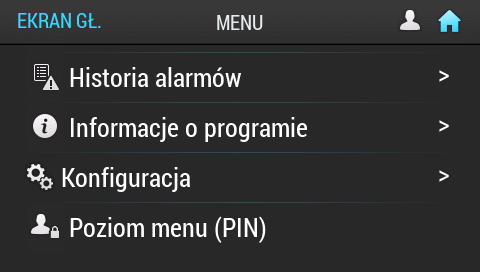 EKRAN GŁ. MENU
Historia alarmów >
Informacje o programie >
Konfiguracja >
Poziom menu (PIN)